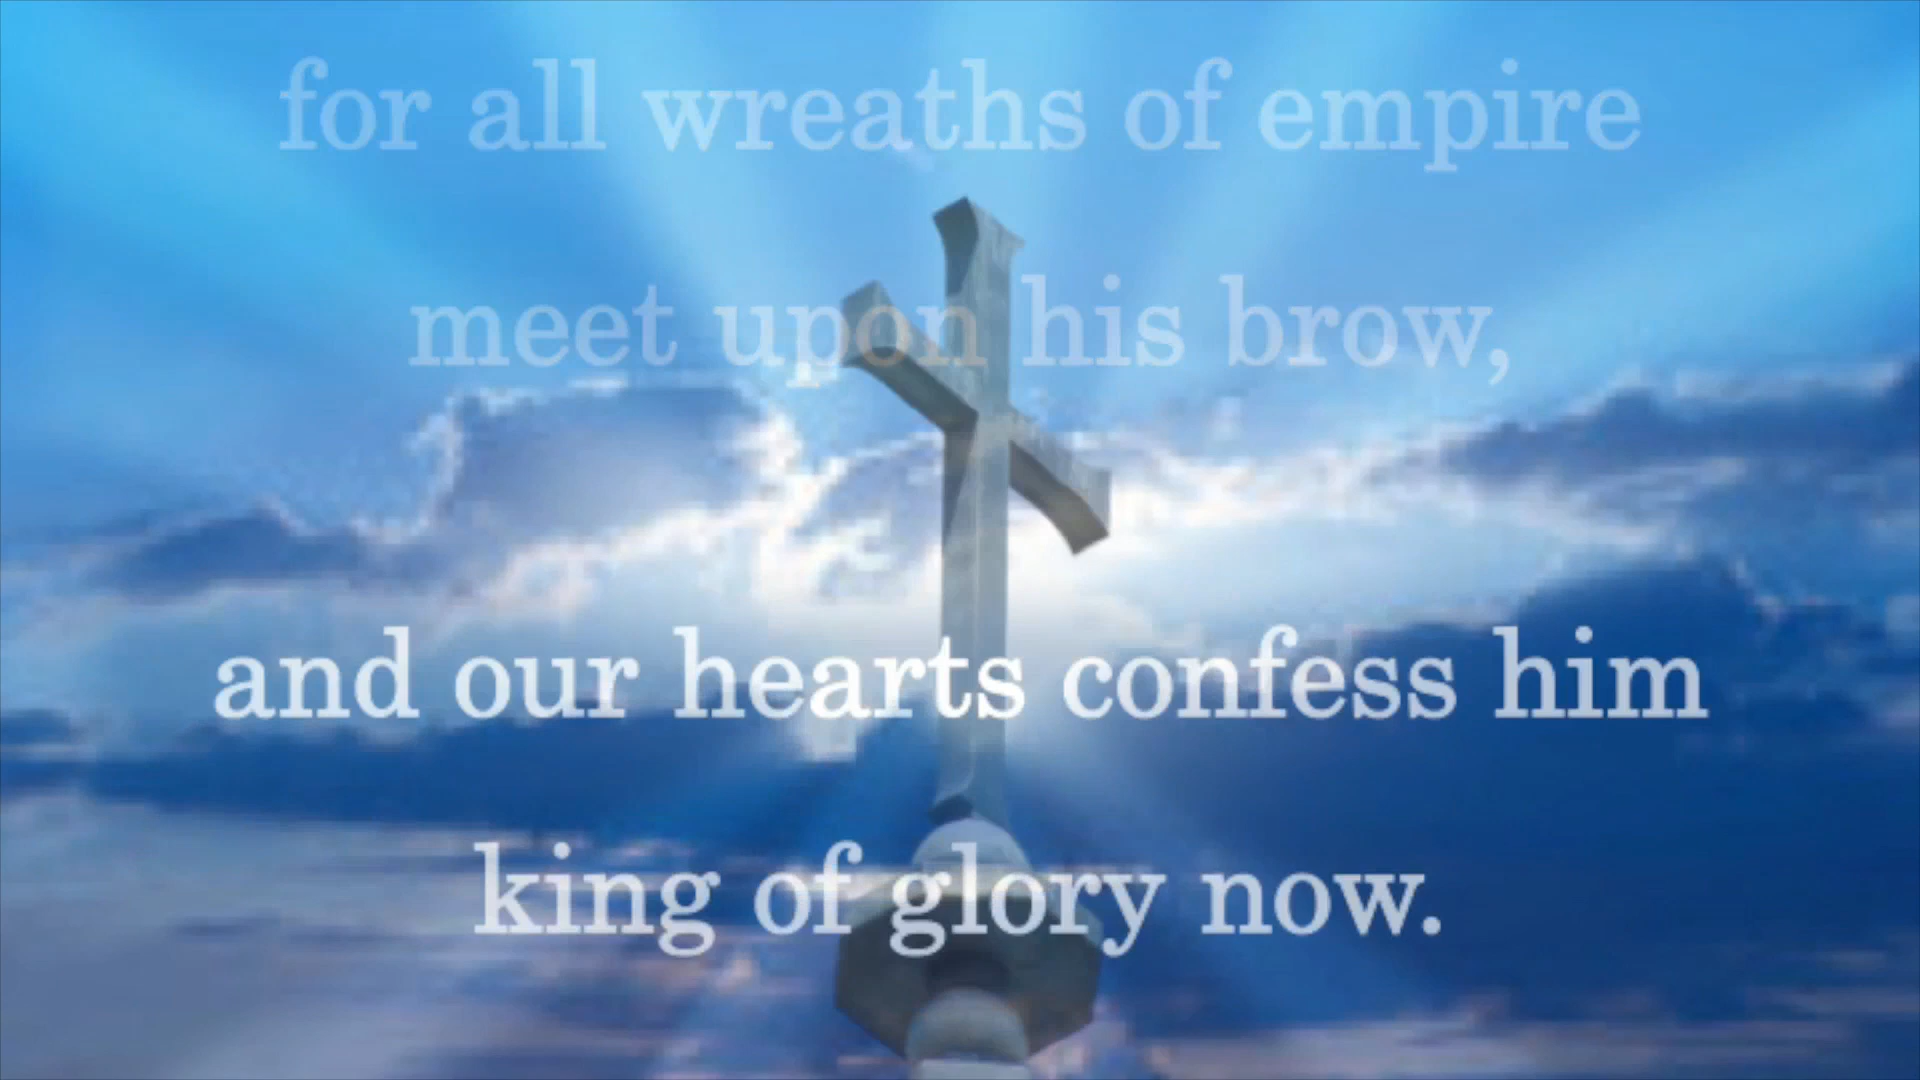 for all wreaths of empire
meet upon his brow,
and our hearts confess him
king of glory now.